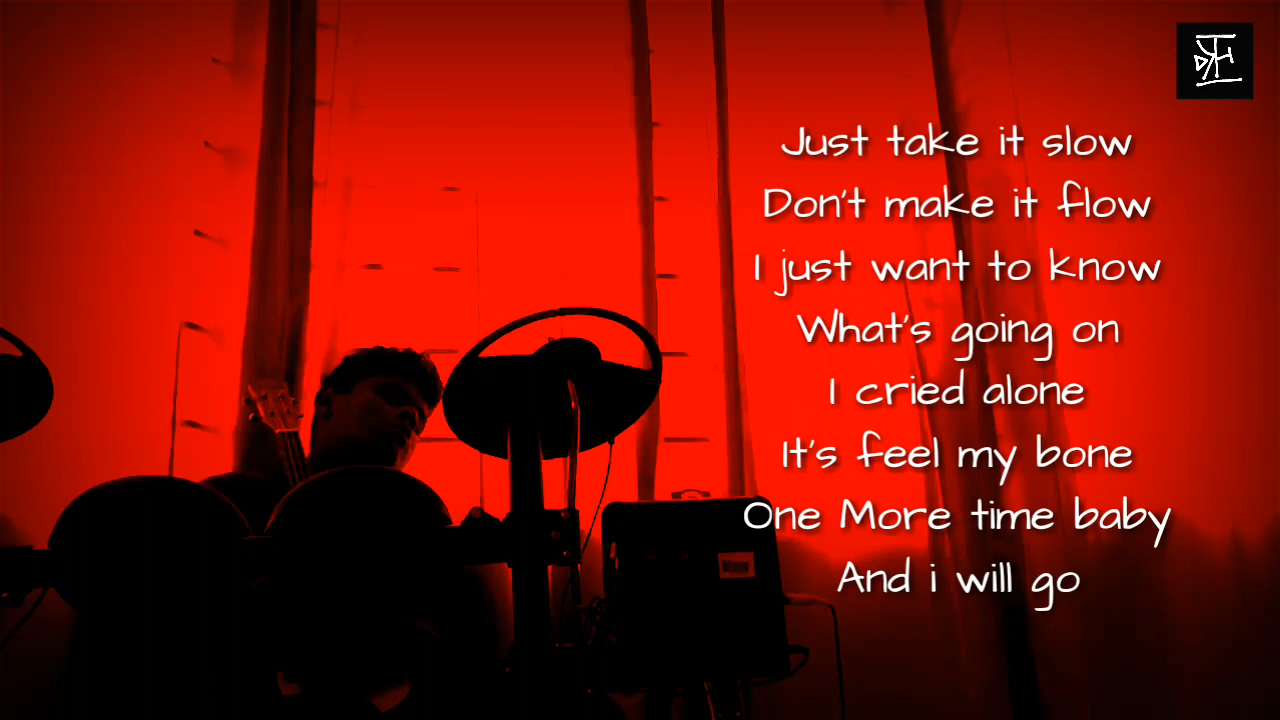 Just take it slow
Don't make it flow
I just want to know
What's going on
I cried alone
It's feel my bone
One More time baby
And i will go